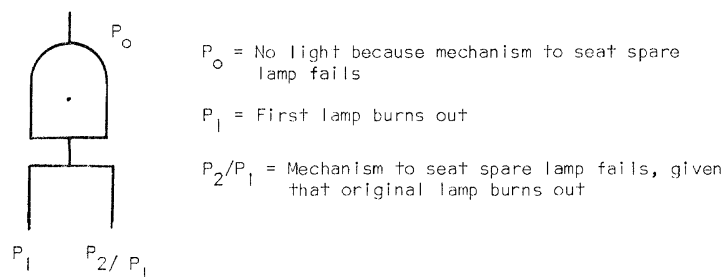 P₀
P₀ = No light because mechanism to seat spare
lamp fails
P₁ = First lamp burns out
P₂/P₁ = Mechanism to seat spare lamp fails, given
that original lamp burns out
P₁ P₂/ P₁